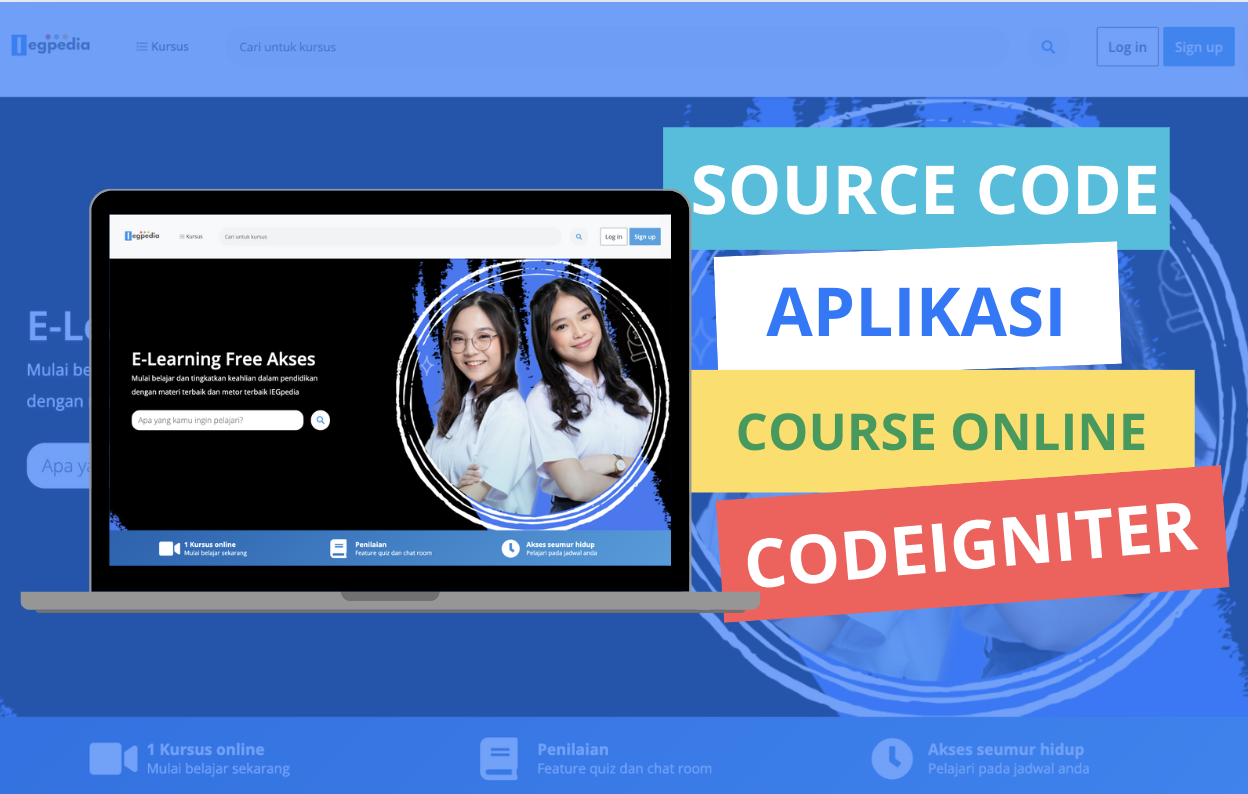 Iegpedia
Kursus
Cari untuk kursus
Log in
Sign up
SOURCE CODE
APLIKASI
COURSE ONLINE
CODEIGNITER
Iegpedia
Kursus
Cari untuk kursus
Log in
Sign up
E-Learning Free Akses
Mulai belajar dan tingkatkan keahlian dalam pendidikan
dengan materi terbaik dan metor terbaik IEGpedia
Apa yang kamu ingin pelajari?
1 Kursus online
Mulai belajar sekarang
Penilaian
Feature quiz dan chat room
Akses seumur hidup
Pelajari pada jadwal anda
E-L
Mulai be
dengan
Apa ya
1 Kursus online
Mulai belajar sekarang
Penilaian
Feature quiz dan chat room
Akses seumur hidup
Pelajari pada jadwal anda